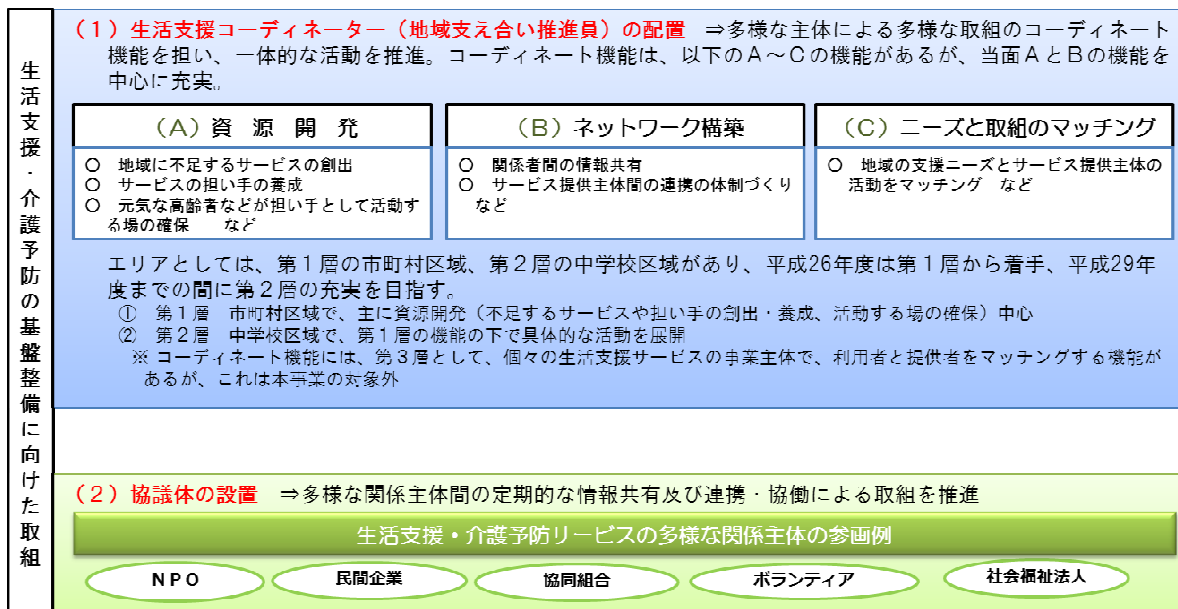 生活支援・介護予防の基盤整備に向けた取組
（１）生活支援コーディネーター（地域支え合い推進員）の配置　⇒多様な主体による多様な取組のコーディネート
機能を担い、一体的な活動を推進。コーディネート機能は、以下のＡ～Ｃの機能があるが、当面ＡとＢの機能を
中心に充実。
（Ａ）資　源　開　発
○　地域に不足するサービスの創出
○　サービスの担い手の養成
○　元気な高齢者などが担い手として活動す
る場の確保　　など
（Ｂ）ネットワーク構築
○　関係者間の情報共有
○　サービス提供主体間の連携の体制づくり
など
（Ｃ）ニーズと取組のマッチング
○　地域の支援ニーズとサービス提供主体の
活動をマッチング　など
エリアとしては、第１層の市町村区域、第２層の中学校区域があり、平成26年度は第１層から着手、平成29年
度までの間に第２層の充実を目指す。
①　第１層　市町村区域で、主に資源開発（不足するサービスや担い手の創出・養成、活動する場の確保）中心
②　第２層　中学校区域で、第１層の機能の下で具体的な活動を展開
※ コーディネート機能には、第３層として、個々の生活支援サービスの事業主体で、利用者と提供者をマッチングする機能が
あるが、これは本事業の対象外
（２）協議体の設置　⇒多様な関係主体間の定期的な情報共有及び連携・協働による取組を推進
生活支援・介護予防リービスの多様な関係主体の参画例
ＮＰＯ
民間企業
協同組合
ボランティア
社会福祉法人